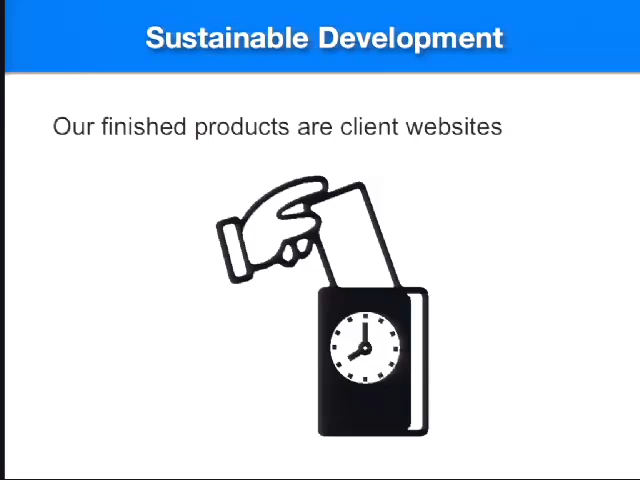 Sustainable Development
Our finished products are client websites